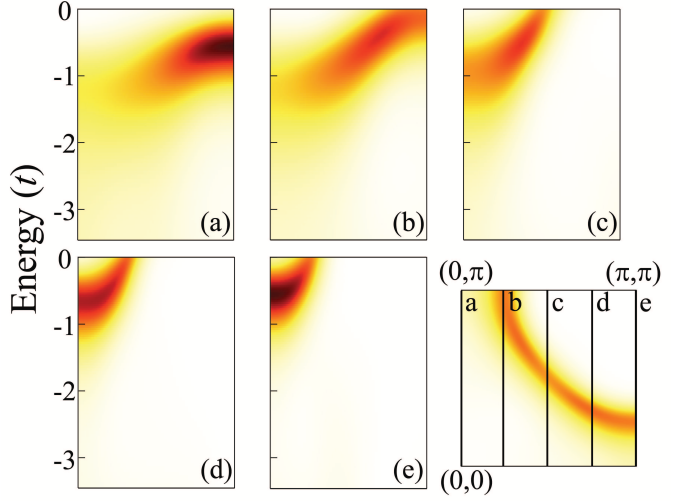 0
-1
-2
-3
(a)
(b)
(c)
Energy (t)
0
-1
-2
-3
(d)
(e)
(0,π)
(π,π)
a
b
c
d
e
(0,0)